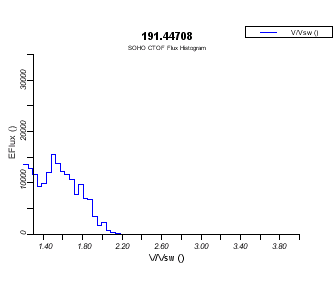 191.44708
SOHO CTOF Flux Histogram
V/Vsw ()
EFlux ()
30000
20000
10000
0
1.40 1.80 2.20 2.60 3.00 3.40 3.80
V/Vsw ()